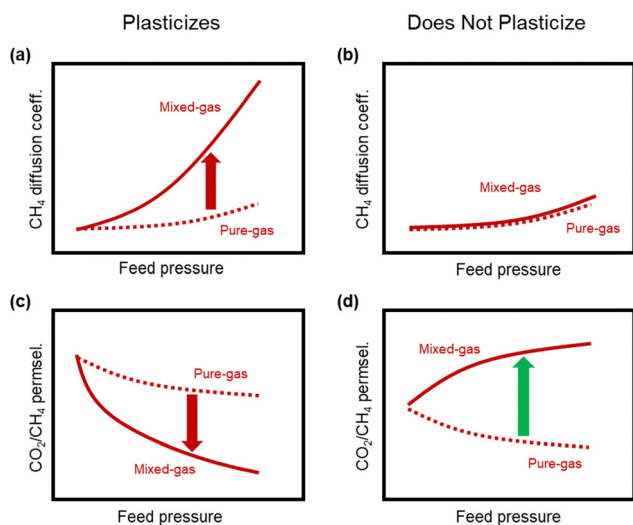 Plasticizes
Does Not Plasticize
(a)
CH₄ diffusion coeff.
Mixed-gas
Pure-gas
Feed pressure
(b)
CH₄ diffusion coeff.
Mixed-gas
Pure-gas
Feed pressure
(c)
CO₂/CH₄ permsel.
Pure-gas
Mixed-gas
Feed pressure
(d)
CO₂/CH₄ permsel.
Mixed-gas
Pure-gas
Feed pressure